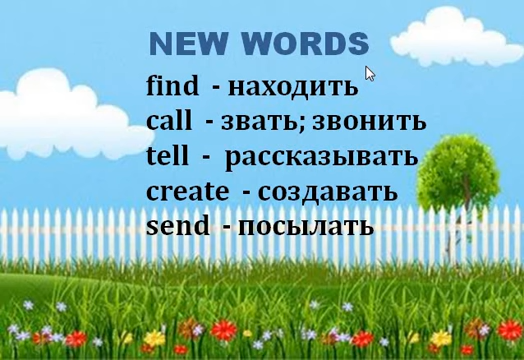 NEW WORDS
find - находить
call - звать; звонить
tell - рассказывать
create - создавать
send - посылать